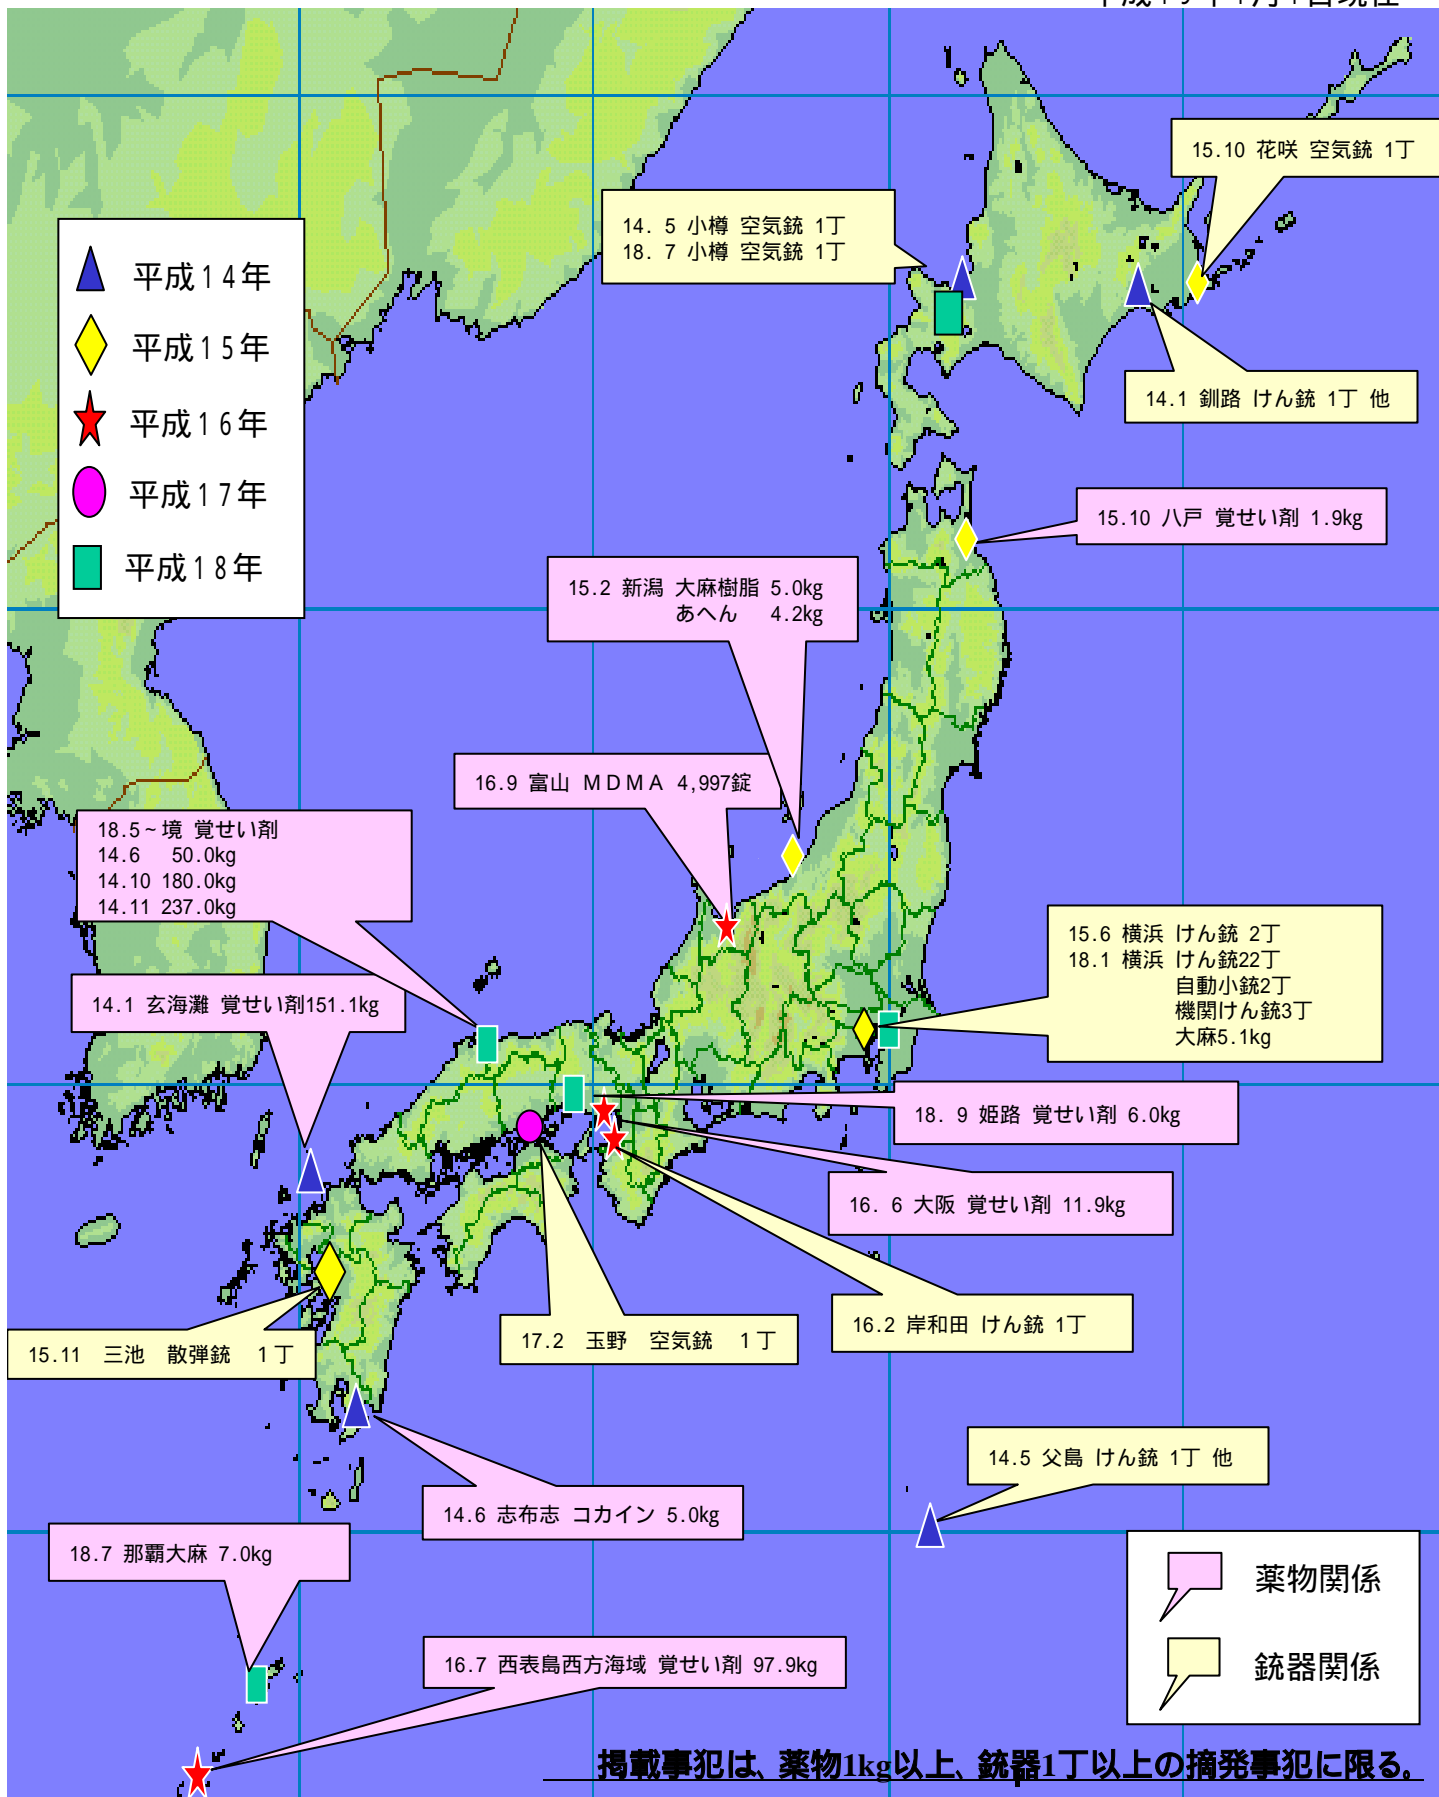 15.10 花咲 空気銃 1丁
14. 5 小樽 空気銃 1丁
18. 7 小樽 空気銃 1丁
平成14年
平成15年
平成16年
平成17年
平成18年
14.1 釧路 けん銃 1丁 他
15.10 八戸 覚せい剤 1.9kg
15.2 新潟 大麻樹脂 5.0kg
あへん 4.2kg
16.9 富山 MDMA 4,997錠
18.5~境 覚せい剤
14.6 50.0kg
14.10 180.0kg
14.11 237.0kg
15.6 横浜 けん銃 2丁
18.1 横浜 けん銃22丁
自動小銃2丁
機関けん銃3丁
大麻5.1kg
14.1 玄海灘 覚せい剤151.1kg
18. 9 姫路 覚せい剤 6.0kg
16. 6 大阪 覚せい剤 11.9kg
16.2 岸和田 けん銃 1丁
17.2 玉野 空気銃 1丁
15.11 三池 散弾銃 1丁
14.5 父島 けん銃 1丁 他
14.6 志布志 コカイン 5.0kg
18.7 那覇大麻 7.0kg
16.7 西表島西方海域 覚せい剤 97.9kg
薬物関係
銃器関係
掲載事犯は、薬物1kg以上、銃器1丁以上の摘発事犯に限る。